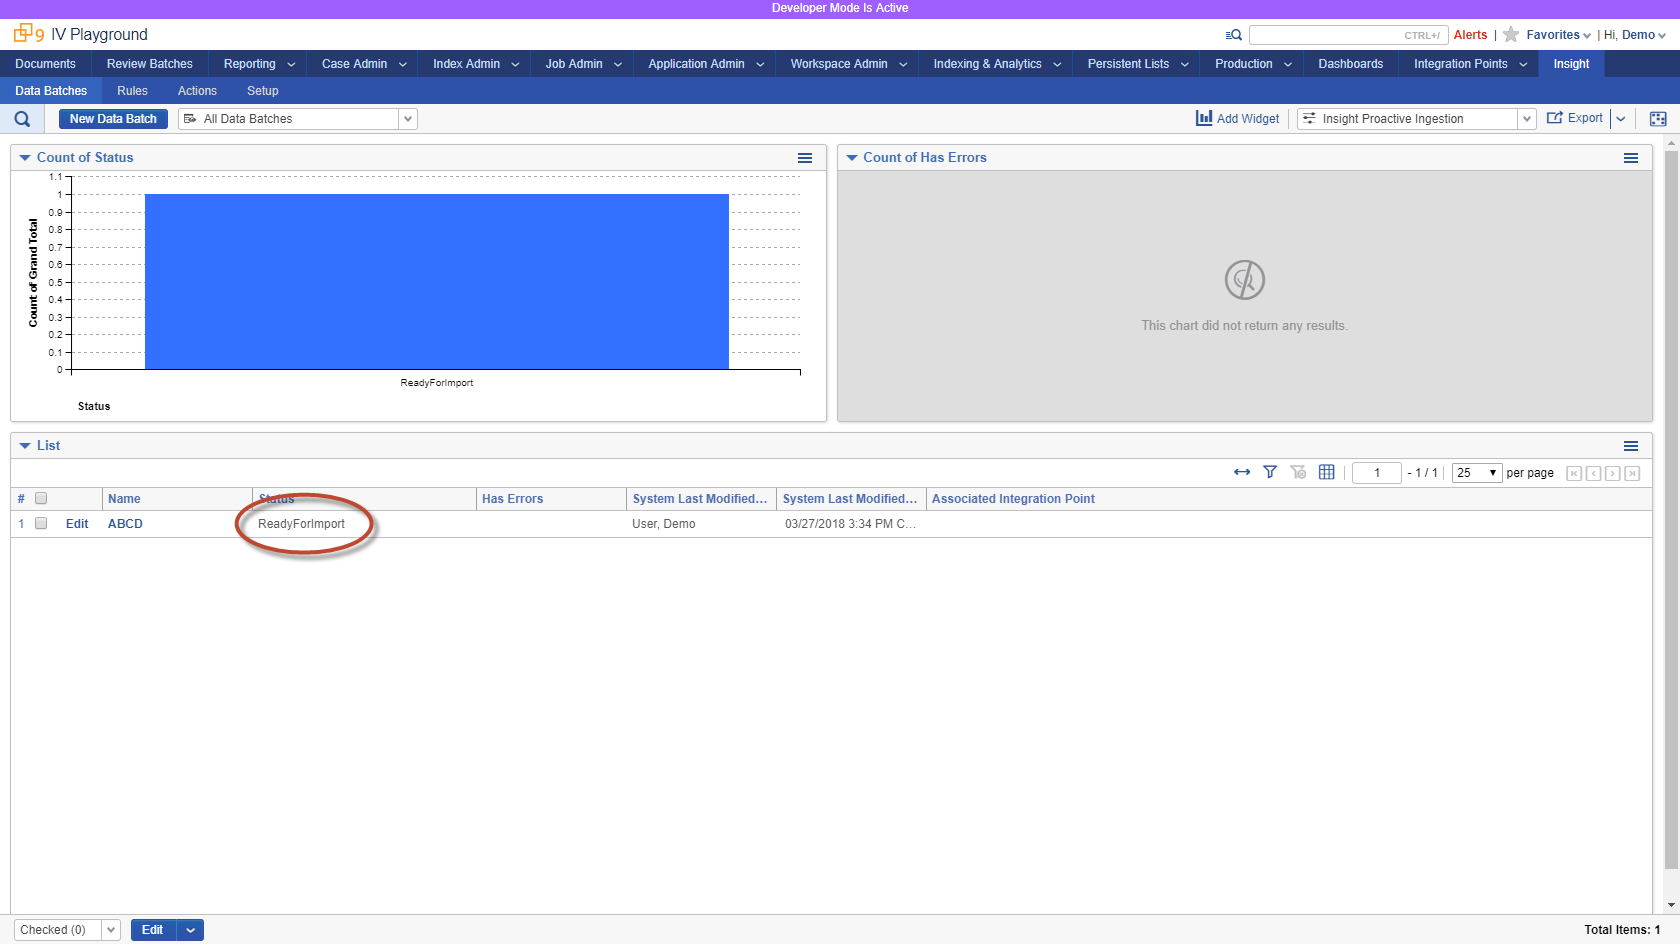 Developer Mode Is Active
9 IV Playground
CTRL+/ Alerts | Favorites | Hi, Demo
Documents Review Batches Reporting Case Admin Index Admin Job Admin Application Admin Workspace Admin Indexing & Analytics Persistent Lists Production Dashboards Integration Points Insight
Data Batches Rules Actions Setup
New Data Batch All Data Batches Add Widget Insight Proactive Ingestion Export
Count of Status
Count of Has Errors
Count of Grand Total
1.1
1
0.9
0.8
0.7
0.6
0.5
0.4
0.3
0.2
0.1
0
ReadyForImport
Status
This chart did not return any results.
List
1 - 1 / 1 25 per page
# Name Status Has Errors System Last Modified... System Last Modified... Associated Integration Point
1 Edit ABCD ReadyForImport User, Demo 03/27/2018 3:34 PM C...
Checked (0) Edit Total Items: 1